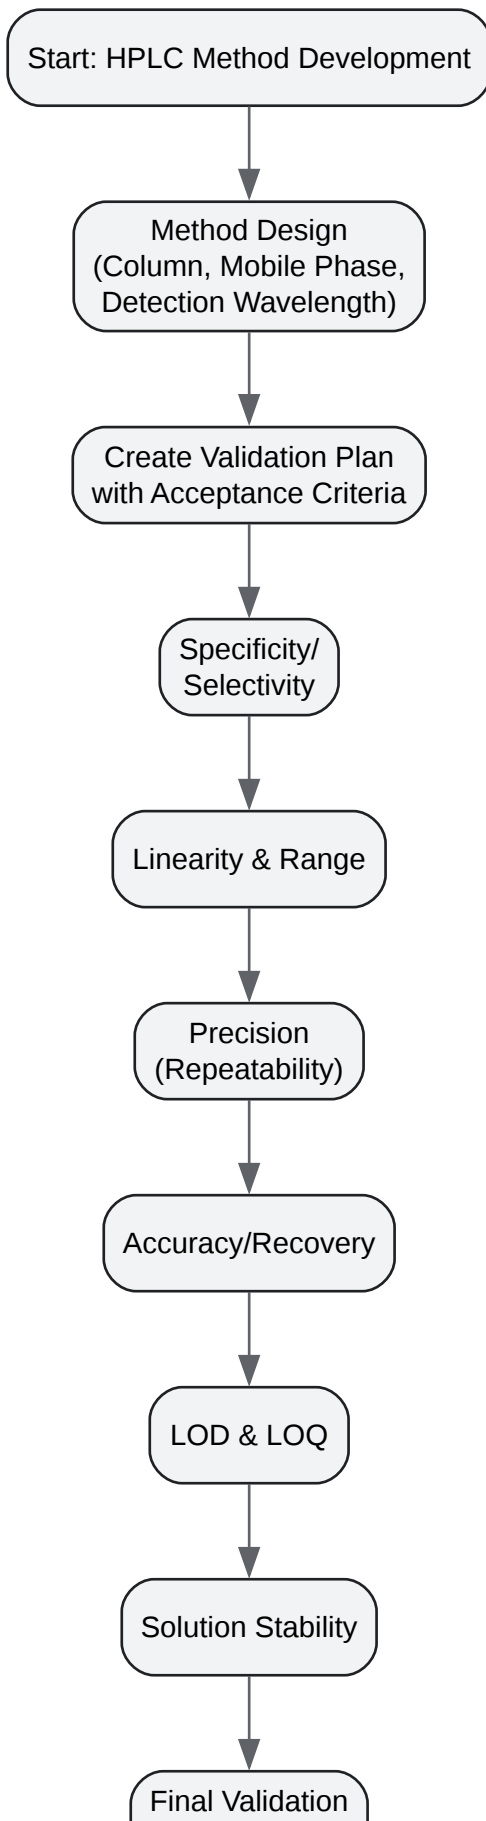 Start: HPLC Method Development
Method Design
(Column, Mobile Phase,
Detection Wavelength)
Create Validation Plan
with Acceptance Criteria
Specificity/
Selectivity
Linearity & Range
Precision
(Repeatability)
Accuracy/Recovery
LOD & LOQ
Solution Stability
Final Validation